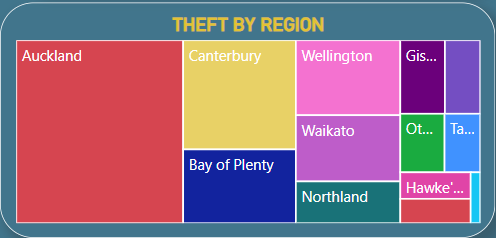 THEFT BY REGION
Auckland
Canterbury
Bay of Plenty
Wellington
Waikato
Northland
Gis...
Ot...
Ta...
Hawke'...